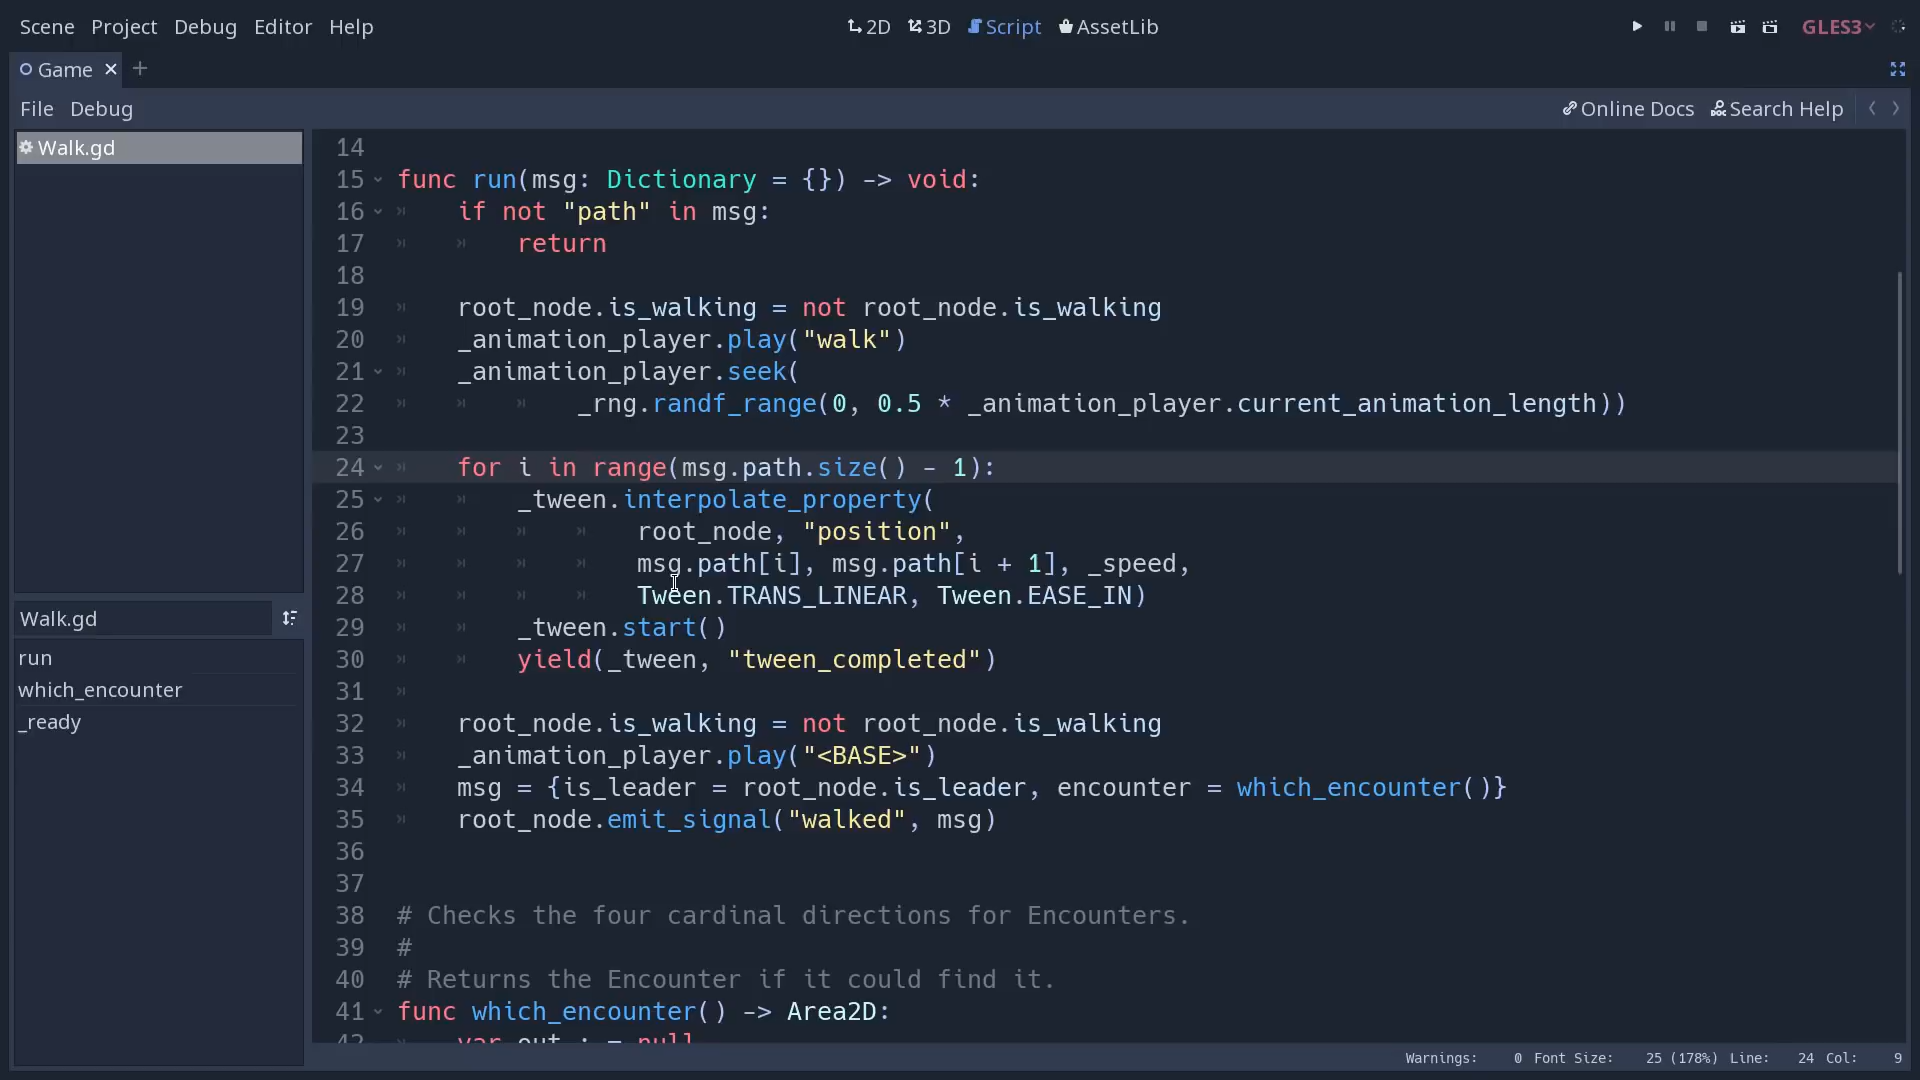 Scene Project Debug Editor Help 2D 3D Script AssetLib GLES3
Game
File Debug Online Docs Search Help
Walk.gd
Walk.gd
run
which_encounter
_ready
14
15 func run(msg: Dictionary = {}) -> void:
16 if not "path" in msg:
17 return
18
19 root_node.is_walking = not root_node.is_walking
20 _animation_player.play("walk")
21 _animation_player.seek(
22 _rng.randf_range(0, 0.5 * _animation_player.current_animation_length))
23
24 for i in range(msg.path.size() - 1):
25 _tween.interpolate_property(
26 root_node, "position",
27 msg.path[i], msg.path[i + 1], _speed,
28 Tween.TRANS_LINEAR, Tween.EASE_IN)
29 _tween.start()
30 yield(_tween, "tween_completed")
31
32 root_node.is_walking = not root_node.is_walking
33 _animation_player.play("<BASE>")
34 msg = {is_leader = root_node.is_leader, encounter = which_encounter()}
35 root_node.emit_signal("walked", msg)
36
37
38 # Checks the four cardinal directions for Encounters.
39 #
40 # Returns the Encounter if it could find it.
41 func which_encounter() -> Area2D:
42 var out := null
Warnings: 0 Font Size: 25 (178%) Line: 24 Col: 9